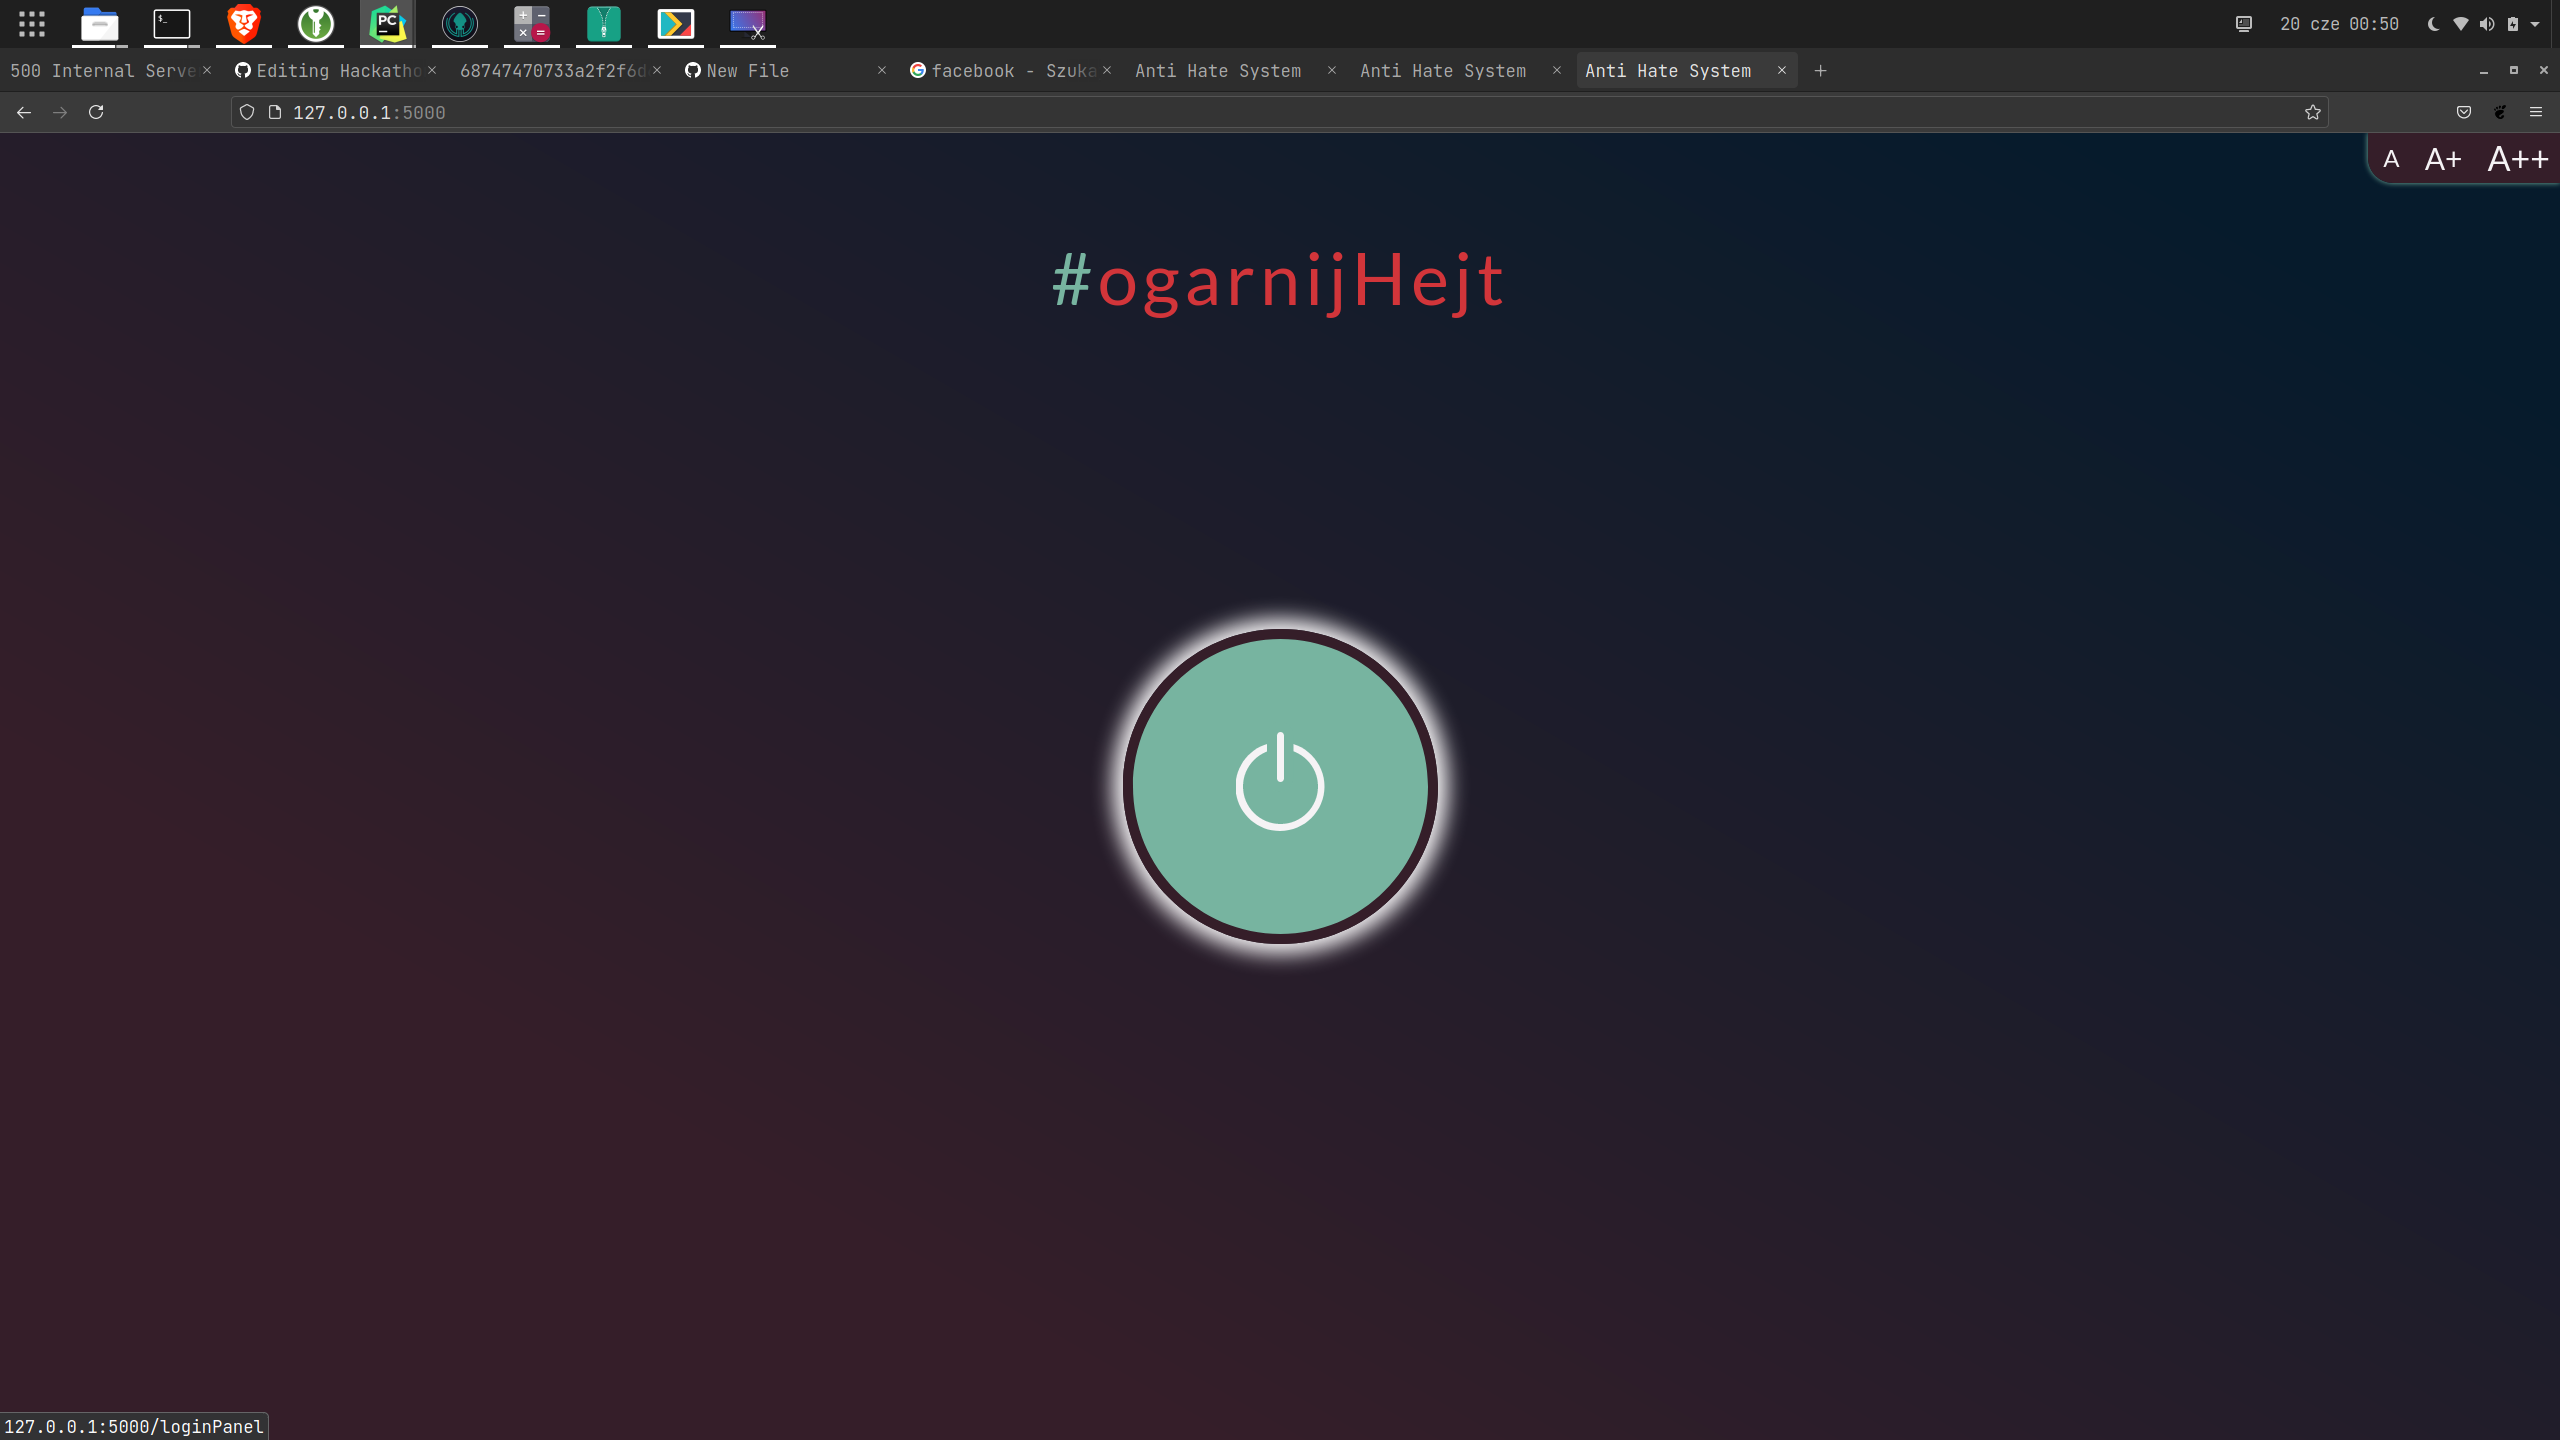 20 cze 00:50
500 Internal Serve
Editing Hackatho
68747470733a2f2f6d
New File
facebook - Szuka
Anti Hate System
Anti Hate System
Anti Hate System
127.0.0.1:5000
A A+ A++
#ogarnijHejt
127.0.0.1:5000/loginPanel
PC
$_